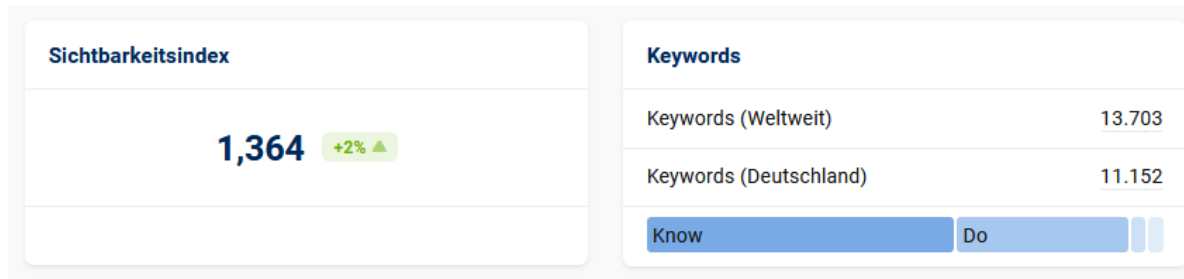 Sichtbarkeitsindex
1,364 +2%
Keywords
Keywords (Weltweit) 13.703
Keywords (Deutschland) 11.152
Know Do